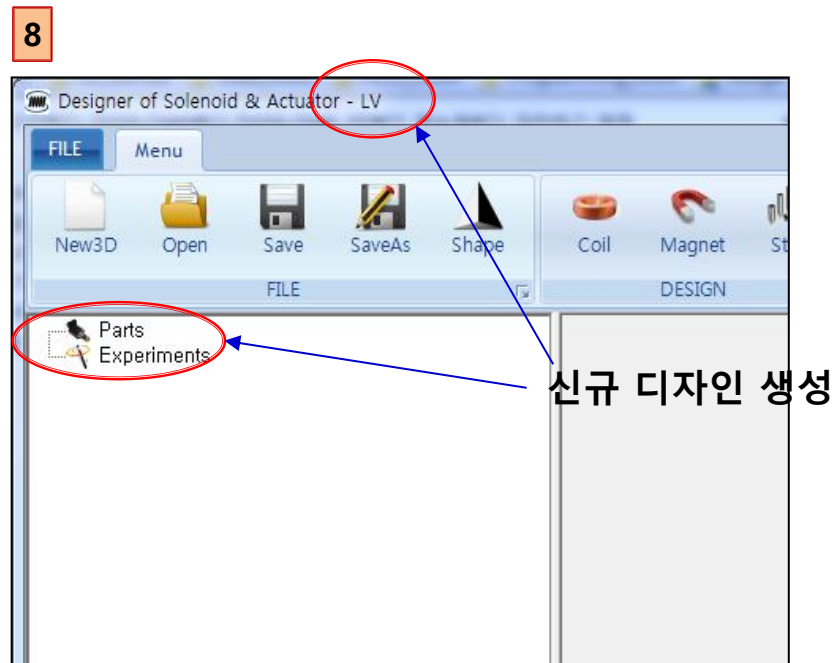 8
Designer of Solenoid & Actuator - LV
FILE Menu
New3D Open Save SaveAs Shape Coil Magnet
FILE DESIGN
Parts
Experiments
신규 디자인 생성